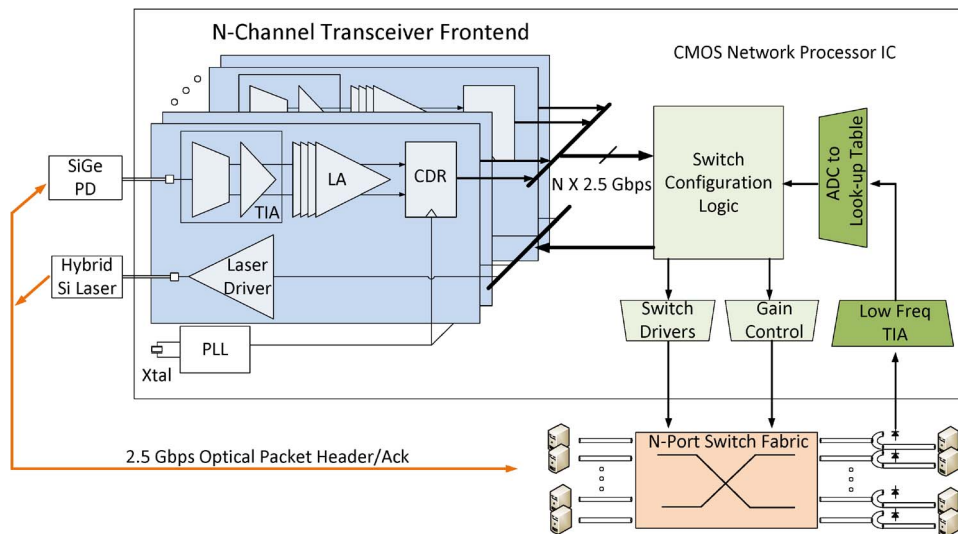 N-Channel Transceiver Frontend
CMOS Network Processor IC
SiGe
PD
TIA
LA
CDR
N X 2.5 Gbps
Switch
Configuration
Logic
ADC to
Look-up Table
Hybrid
Si Laser
Laser
Driver
Switch
Drivers
Gain
Control
Low Freq
TIA
PLL
Xtal
2.5 Gbps Optical Packet Header/Ack
N-Port Switch Fabric